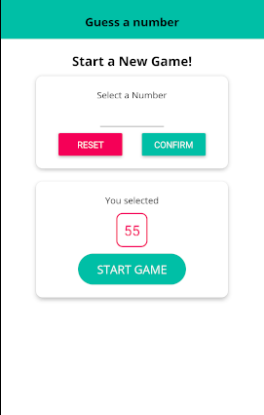 Guess a number
Start a New Game!
Select a Number
RESET CONFIRM
You selected
55
START GAME